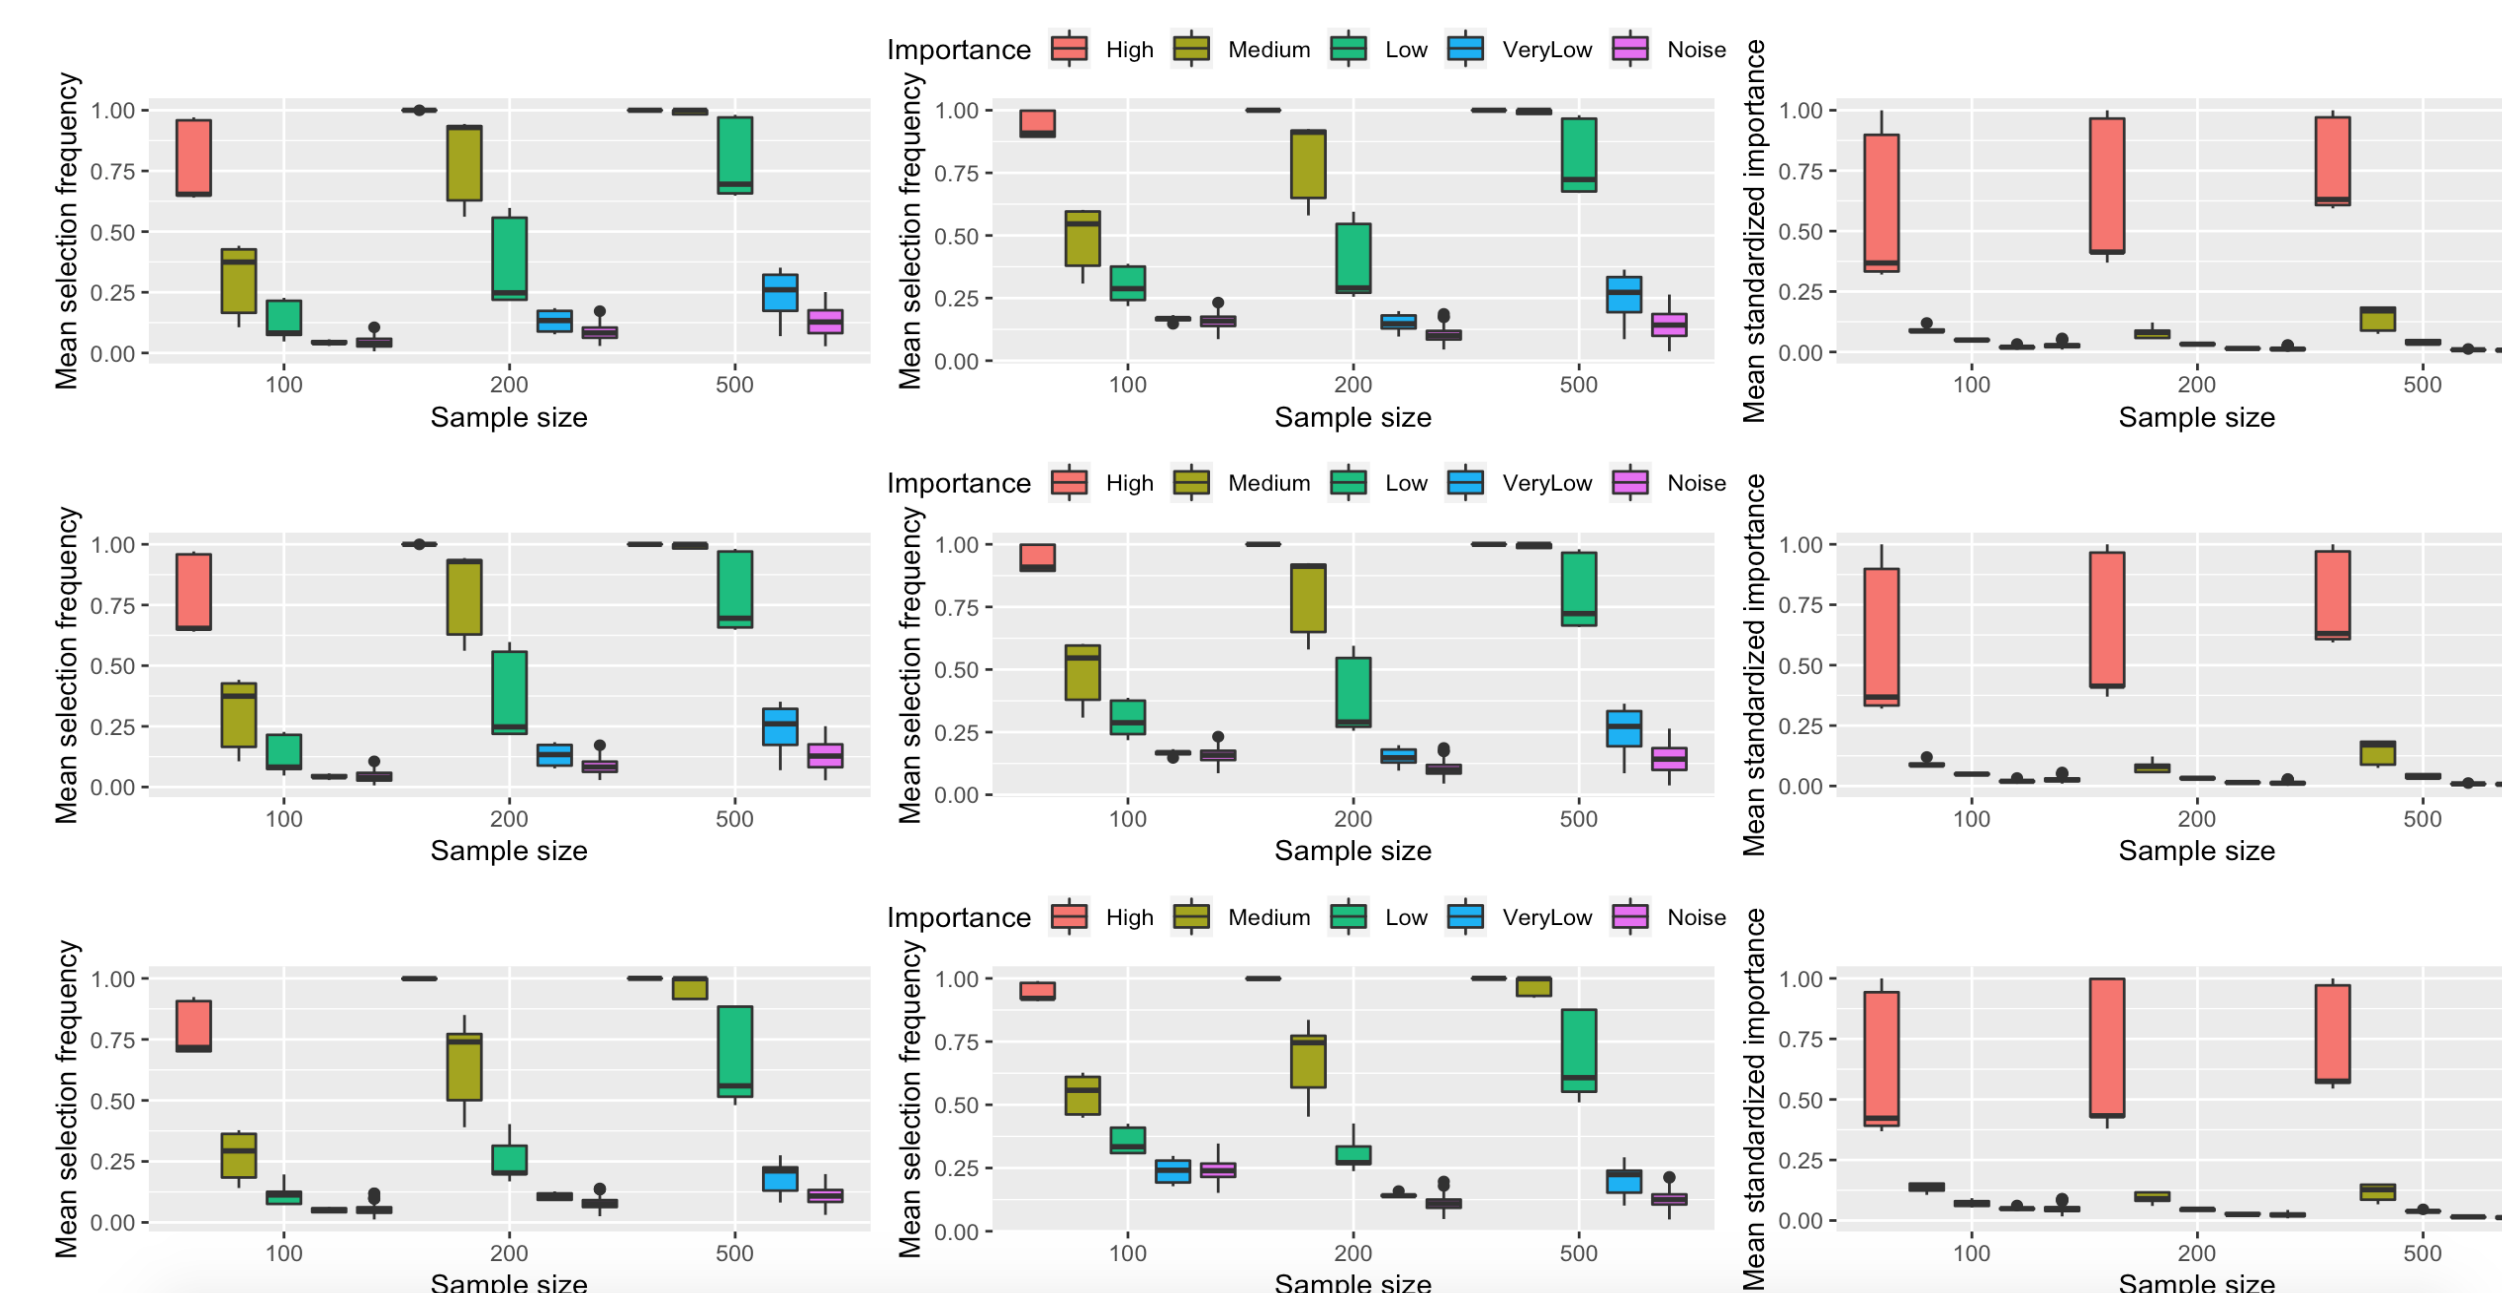 Importance High Medium Low VeryLow Noise
Mean selection frequency
1.00
0.75
0.50
0.25
0.00
100 200 500
Sample size
Mean selection frequency
1.00
0.75
0.50
0.25
0.00
100 200 500
Sample size
Mean standardized importance
1.00
0.75
0.50
0.25
0.00
100 200 500
Sample size
Importance High Medium Low VeryLow Noise
Mean selection frequency
1.00
0.75
0.50
0.25
0.00
100 200 500
Sample size
Mean selection frequency
1.00
0.75
0.50
0.25
0.00
100 200 500
Sample size
Mean standardized importance
1.00
0.75
0.50
0.25
0.00
100 200 500
Sample size
Importance High Medium Low VeryLow Noise
Mean selection frequency
1.00
0.75
0.50
0.25
0.00
100 200 500
Sample size
Mean selection frequency
1.00
0.75
0.50
0.25
0.00
100 200 500
Sample size
Mean standardized importance
1.00
0.75
0.50
0.25
0.00
100 200 500
Sample size